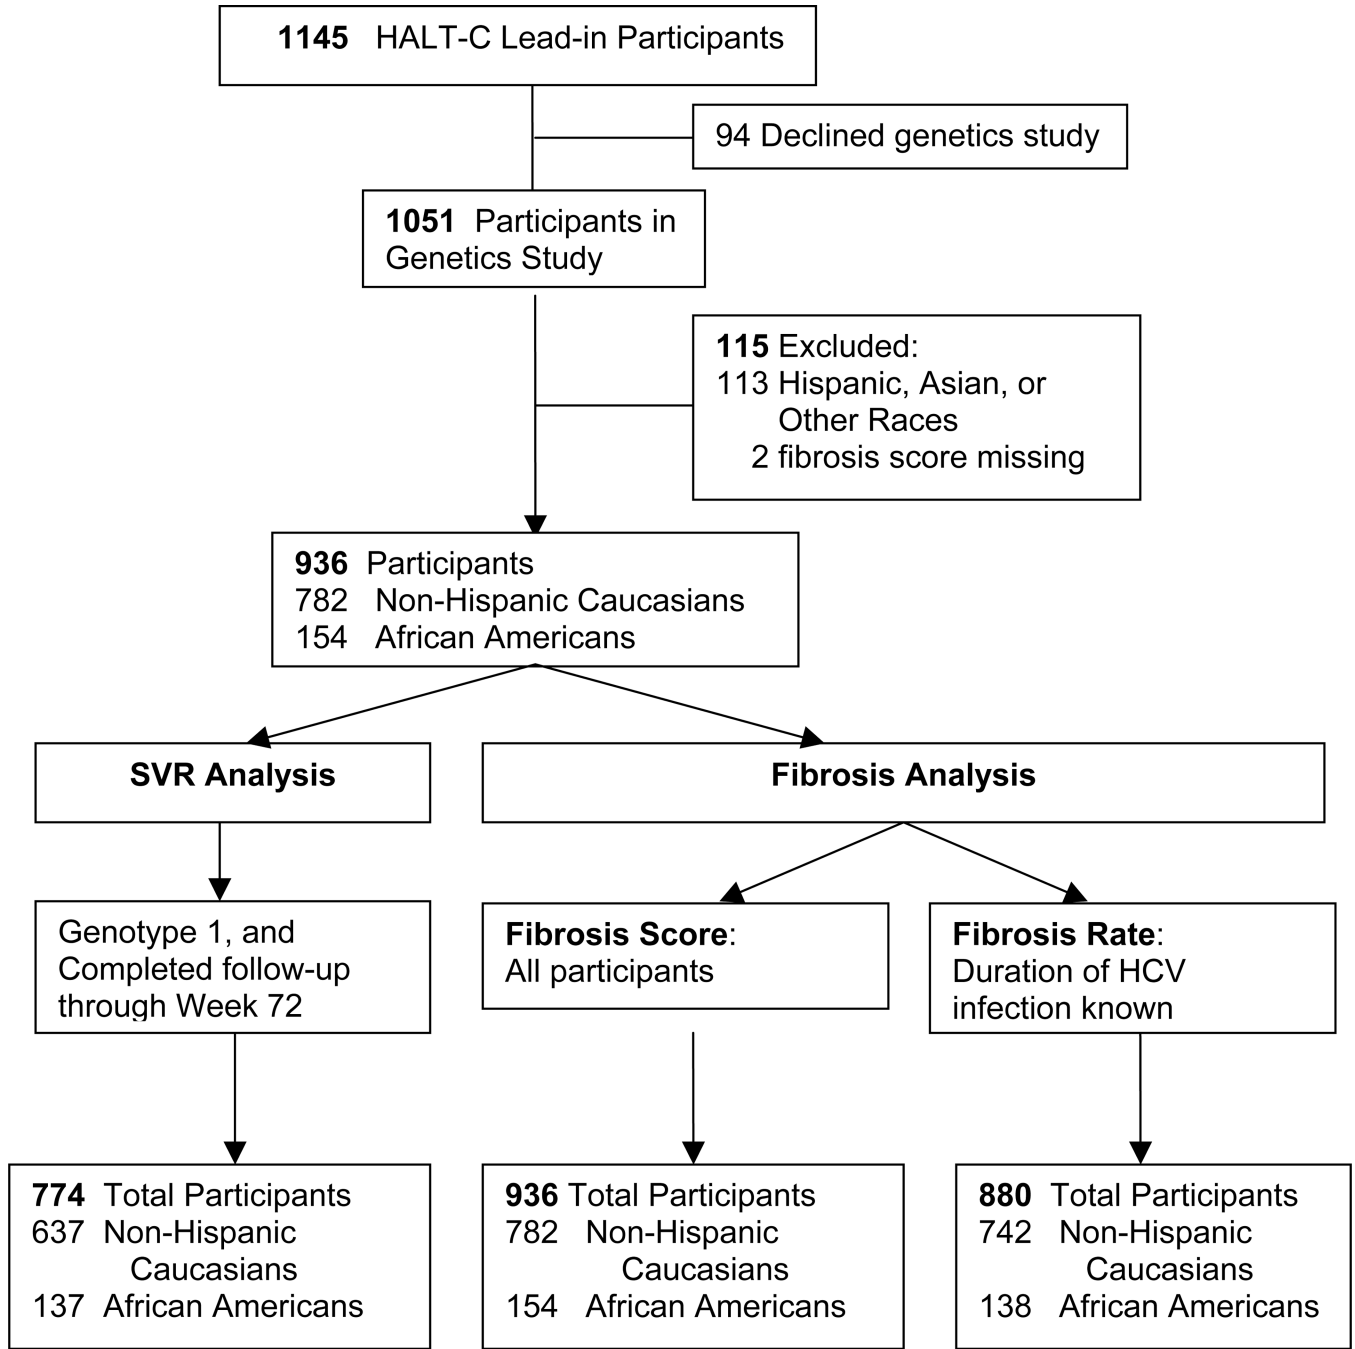 1145 HALT-C Lead-in Participants
94 Declined genetics study
1051 Participants in
Genetics Study
115 Excluded:
113 Hispanic, Asian, or
Other Races
2 fibrosis score missing
936 Participants
782 Non-Hispanic Caucasians
154 African Americans
SVR Analysis
Fibrosis Analysis
Genotype 1, and
Completed follow-up
through Week 72
Fibrosis Score:
All participants
Fibrosis Rate:
Duration of HCV
infection known
774 Total Participants
637 Non-Hispanic
Caucasians
137 African Americans
936 Total Participants
782 Non-Hispanic
Caucasians
154 African Americans
880 Total Participants
742 Non-Hispanic
Caucasians
138 African Americans